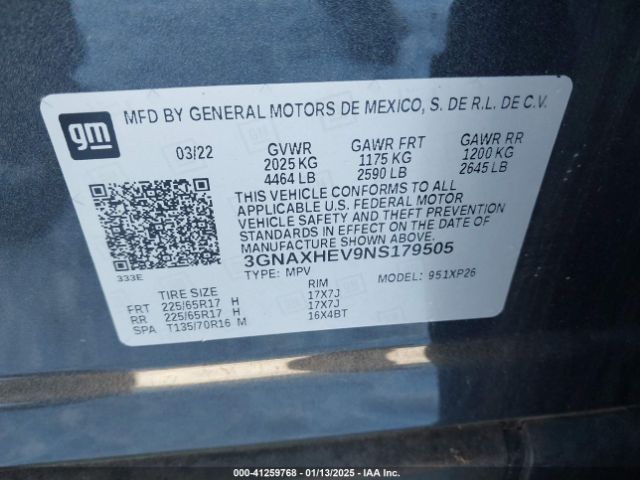 gm
MFD BY GENERAL MOTORS DE MEXICO, S. DE R.L. DE C.V.
03/22 GVWR GAWR FRT GAWR RR
2025 KG 1175 KG 1200 KG
4464 LB 2590 LB 2645 LB
THIS VEHICLE CONFORMS TO ALL
APPLICABLE U.S. FEDERAL MOTOR
VEHICLE SAFETY AND THEFT PREVENTION
STANDARDS IN EFFECT ON THE DATE OF
MANUFACTURE SHOWN ABOVE.
3GNAXHEV9NS179505
333E
TYPE: MPV MODEL: 951XP26
TIRE SIZE RIM
FRT 225/65R17 H 17X7J
RR 225/65R17 H 17X7J
SPA T135/70R16 M 16X4BT
000-41259768 — 01/13/2025 — IAA Inc.